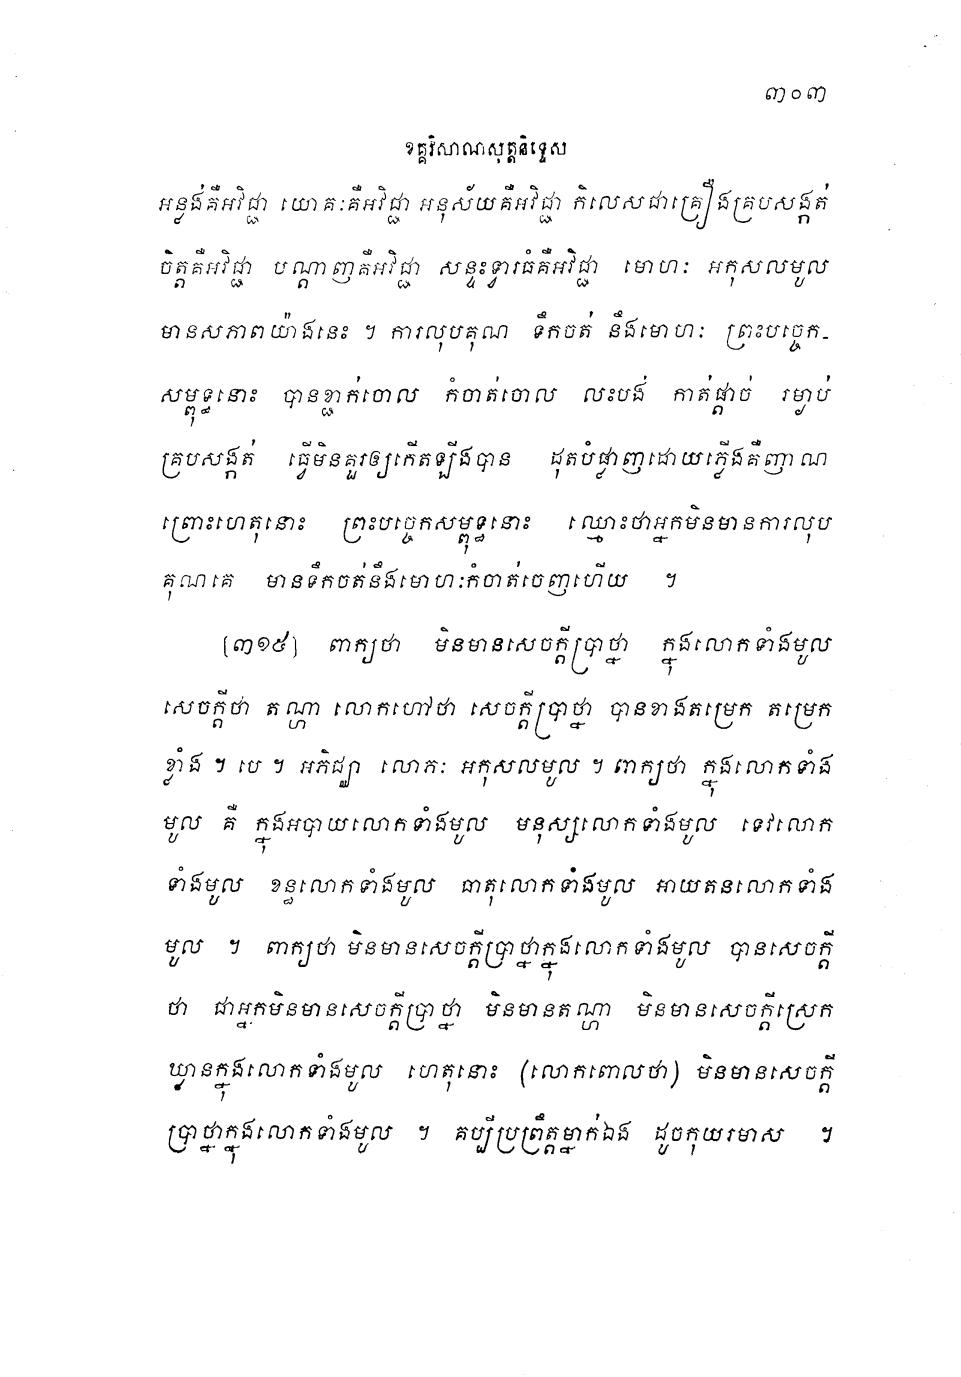 ៣០៣
ខគ្គវិសាណសុត្តនិទ្ទេស
អន្លង់គឺអវិជ្ជា យោគៈគឺអវិជ្ជា អនុស័យគឺអវិជ្ជា កិលេសជាគ្រឿងគ្របសង្កត់
ចិត្តគឺអវិជ្ជា បណ្តាញគឺអវិជ្ជា សន្ទះទ្វារធំគឺអវិជ្ជា មោហៈ អកុសលមូល
មានសភាពយ៉ាងនេះ ។ ការលុបគុណ ទឹកចត់ នឹងមោហៈ ព្រះបច្ចេក-
សម្ពុទ្ធនោះ បានខ្ជាក់ចោល កំចាត់ចោល លះបង់ កាត់ផ្តាច់ រម្ងាប់
គ្របសង្កត់ ធ្វើមិនគួរឲ្យកើតឡើងបាន ដុតបំផ្លាញដោយភ្លើងគឺញាណ
ព្រោះហេតុនោះ ព្រះបច្ចេកសម្ពុទ្ធនោះ ឈ្មោះថាអ្នកមិនមានការលុប
គុណគេ មានទឹកចត់នឹងមោហៈកំចាត់ចេញហើយ ។
[៣១៥] ពាក្យថា មិនមានសេចក្តីប្រាថ្នា ក្នុងលោកទាំងមូល
សេចក្តីថា តណ្ហា លោកហៅថា សេចក្តីប្រាថ្នា បានខាងតម្រេក តម្រេក
ខ្លាំង ។ បេ ។ អភិជ្ឈា លោភៈ អកុសលមូល ។ ពាក្យថា ក្នុងលោកទាំង
មូល គឺ ក្នុងអបាយលោកទាំងមូល មនុស្សលោកទាំងមូល ទេវលោក
ទាំងមូល ខន្ធលោកទាំងមូល ធាតុលោកទាំងមូល អាយតនលោកទាំង
មូល ។ ពាក្យថា មិនមានសេចក្តីប្រាថ្នាក្នុងលោកទាំងមូល បានសេចក្តី
ថា ជាអ្នកមិនមានសេចក្តីប្រាថ្នា មិនមានតណ្ហា មិនមានសេចក្តីស្រេក
ឃ្លានក្នុងលោកទាំងមូល ហេតុនោះ (លោកពោលថា) មិនមានសេចក្តី
ប្រាថ្នាក្នុងលោកទាំងមូល ។ គប្បីប្រព្រឹត្តម្នាក់ឯង ដូចកុយរមាស ។